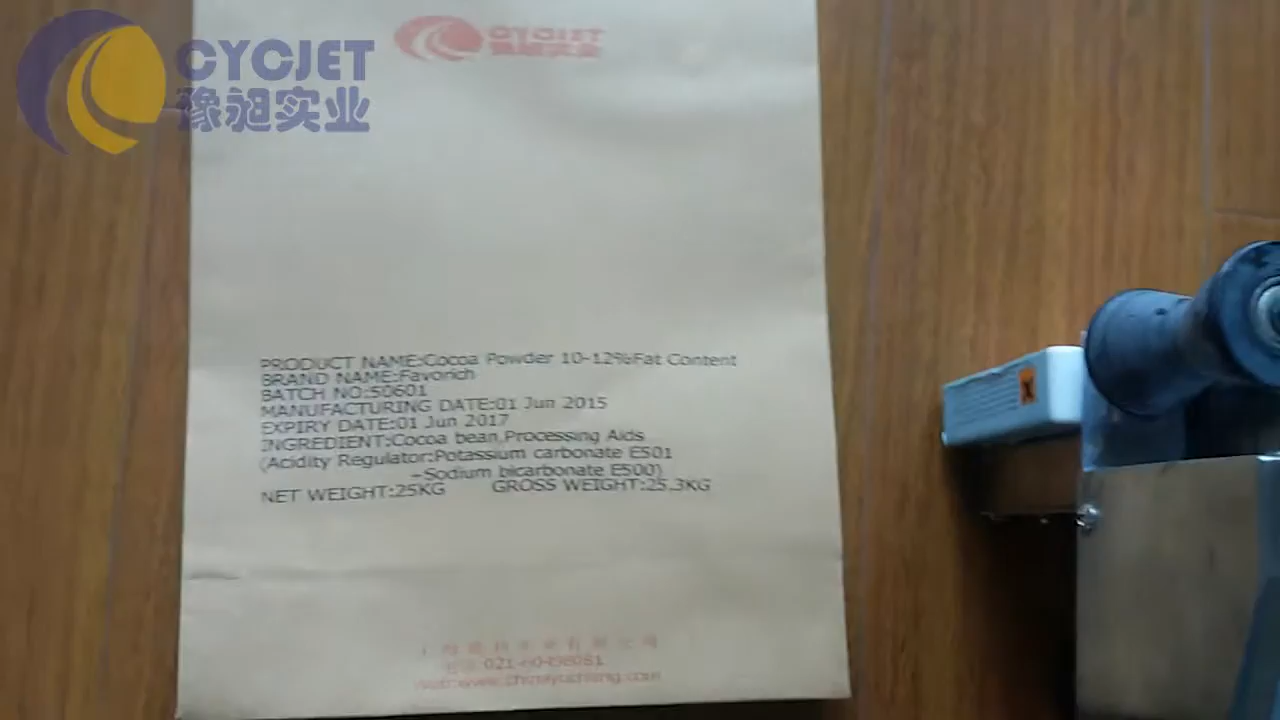 CYCJET
豫昶实业
CYCJET
PRODUCT NAME:Cocoa Powder 10-12%Fat Content
BRAND NAME:Favorich
BATCH NO:50601
MANUFACTURING DATE:01 Jun 2015
EXPIRY DATE:01 Jun 2017
INGREDIENT:Cocoa bean,Processing Aids
(Acidity Regulator:Potassium carbonate E501
-Sodium bicarbonate E500)
NET WEIGHT:25KG GROSS WEIGHT:25.3KG